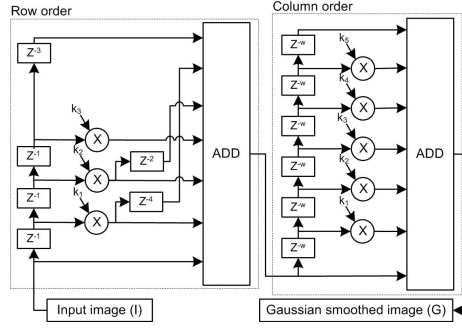 Row order
Column order
Z-3
Z-w
k5
X
k4
Z-w
X
k3
k3
X
Z-w
X
ADD
ADD
k2
Z-1
Z-2
k2
X
Z-w
X
k1
Z-1
Z-4
k1
X
Z-w
X
Z-1
Z-w
Input image (I)
Gaussian smoothed image (G)